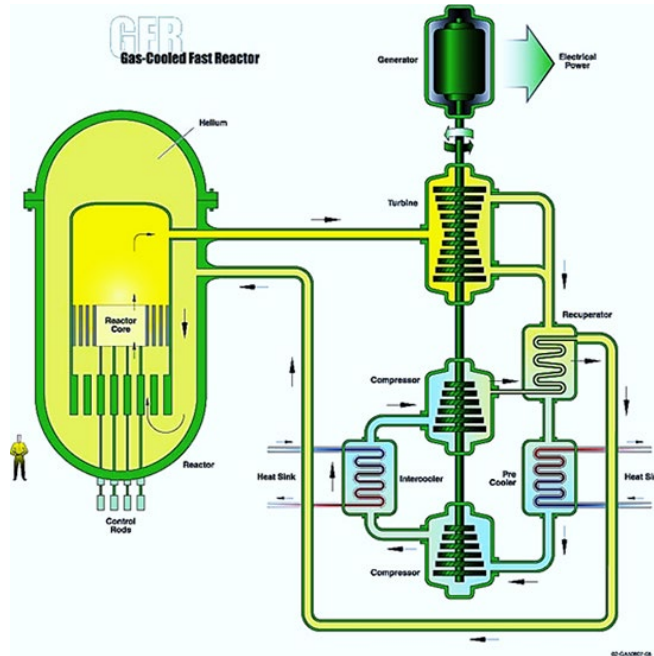 GFR
Gas-Cooled Fast Reactor
Generator
Electrical
Power
Helium
Turbine
Reactor
Core
Recuperator
Compressor
Reactor
Heat Sink
Intercooler
Pre
Cooler
Heat Si
Control
Rods
Compressor